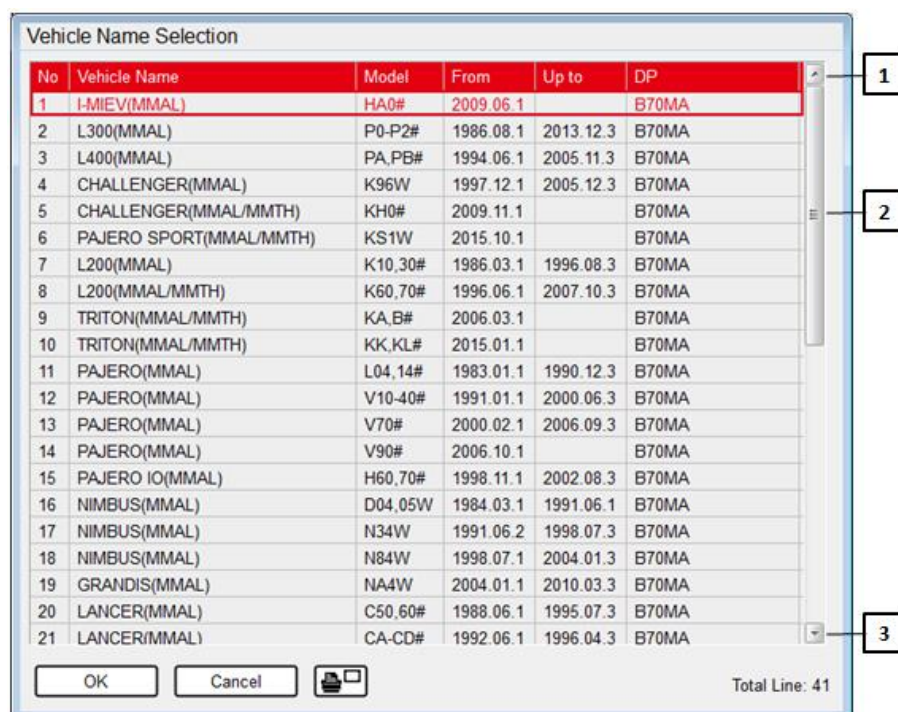 Vehicle Name Selection
No Vehicle Name Model From Up to DP
1 I-MIEV(MMAL) HA0# 2009.06.1 B70MA
2 L300(MMAL) P0-P2# 1986.08.1 2013.12.3 B70MA
3 L400(MMAL) PA,PB# 1994.06.1 2005.11.3 B70MA
4 CHALLENGER(MMAL) K96W 1997.12.1 2005.12.3 B70MA
5 CHALLENGER(MMAL/MMTH) KH0# 2009.11.1 B70MA
6 PAJERO SPORT(MMAL/MMTH) KS1W 2015.10.1 B70MA
7 L200(MMAL) K10,30# 1986.03.1 1996.08.3 B70MA
8 L200(MMAL/MMTH) K60,70# 1996.06.1 2007.10.3 B70MA
9 TRITON(MMAL/MMTH) KA,B# 2006.03.1 B70MA
10 TRITON(MMAL/MMTH) KK,KL# 2015.01.1 B70MA
11 PAJERO(MMAL) L04,14# 1983.01.1 1990.12.3 B70MA
12 PAJERO(MMAL) V10-40# 1991.01.1 2000.06.3 B70MA
13 PAJERO(MMAL) V70# 2000.02.1 2006.09.3 B70MA
14 PAJERO(MMAL) V90# 2006.10.1 B70MA
15 PAJERO IO(MMAL) H60,70# 1998.11.1 2002.08.3 B70MA
16 NIMBUS(MMAL) D04,05W 1984.03.1 1991.06.1 B70MA
17 NIMBUS(MMAL) N34W 1991.06.2 1998.07.3 B70MA
18 NIMBUS(MMAL) N84W 1998.07.1 2004.01.3 B70MA
19 GRANDIS(MMAL) NA4W 2004.01.1 2010.03.3 B70MA
20 LANCER(MMAL) C50,60# 1988.06.1 1995.07.3 B70MA
21 LANCER(MMAL) CA-CD# 1992.06.1 1996.04.3 B70MA
OK Cancel Total Line: 41
1
2
3